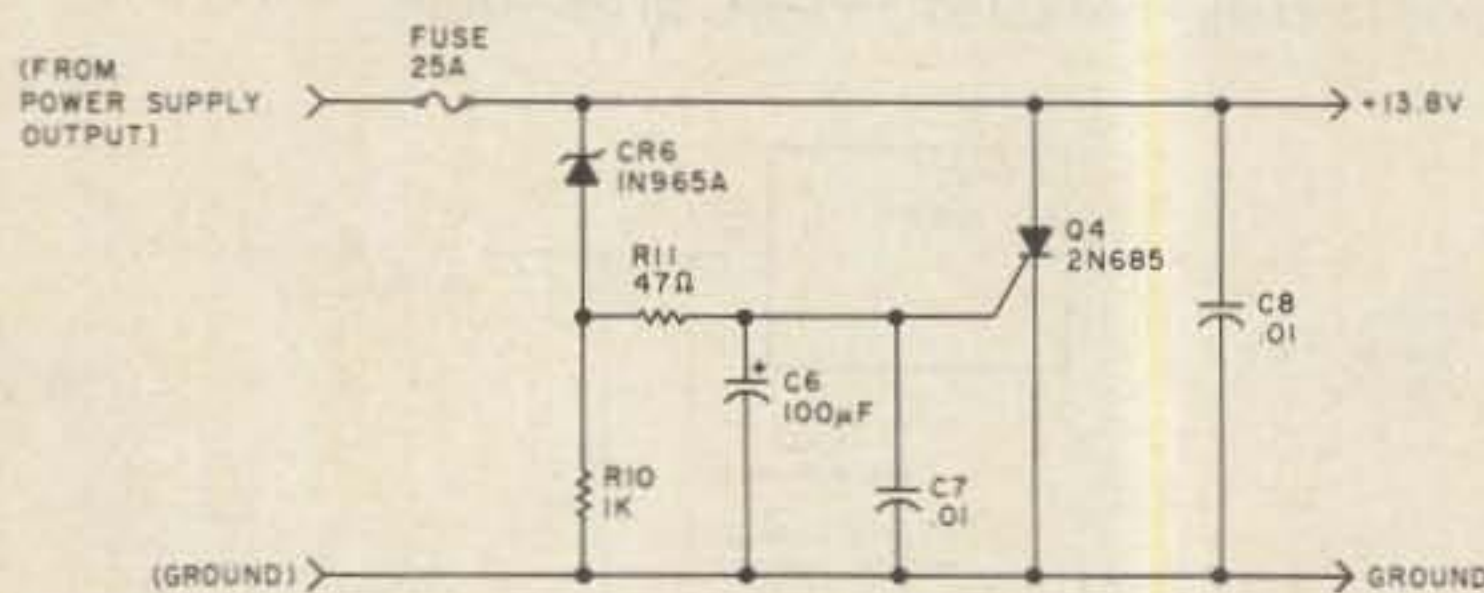 FUSE
25A
(FROM
POWER SUPPLY
OUTPUT)
+13.8V
CR6
1N965A
R11
47Ω
Q4
2N685
C8
.01
C6
+
100µF
R10
1K
C7
.01
(GROUND)
GROUND